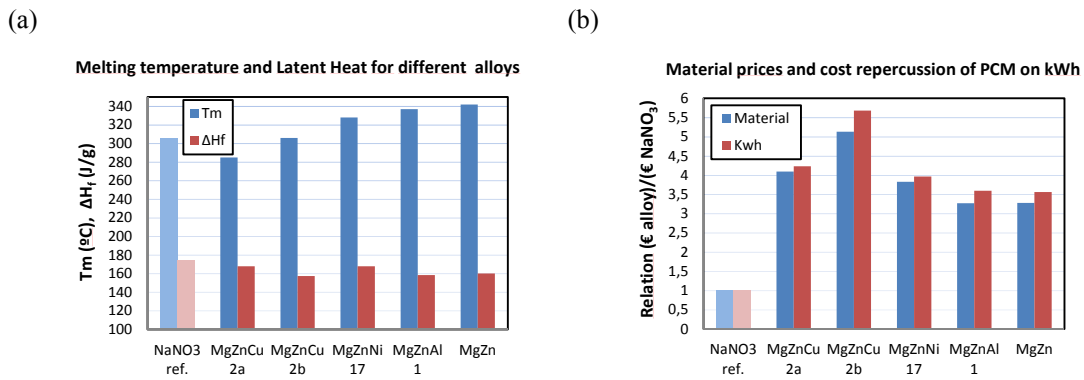 (a)
Melting temperature and Latent Heat for different alloys
Tm (ºC), ΔHf (J/g)
340
320
300
280
260
240
220
200
180
160
140
120
100
Tm
ΔHf
NaNO3 ref.
MgZnCu 2a
MgZnCu 2b
MgZnNi 17
MgZnAl 1
MgZn
(b)
Material prices and cost repercussion of PCM on kWh
Relation (€ alloy)/(€ NaNO3)
6
5,5
5
4,5
4
3,5
3
2,5
2
1,5
1
0,5
0
Material
Kwh
NaNO3 ref.
MgZnCu 2a
MgZnCu 2b
MgZnNi 17
MgZnAl 1
MgZn